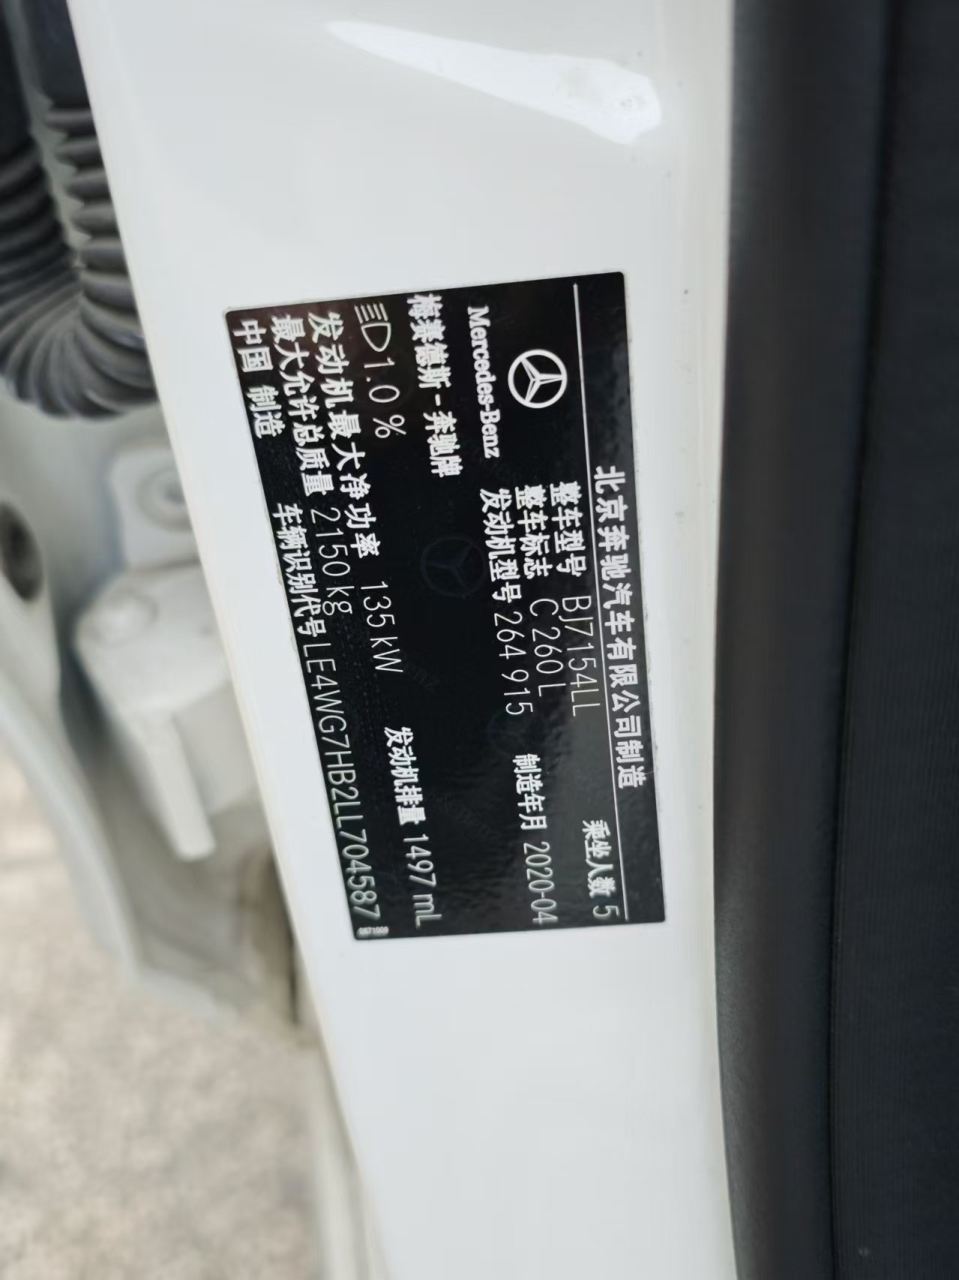 北京奔驰汽车有限公司制造
Mercedes-Benz
整车型号 BJ7154LL 乘坐人数 5
整车标志 C 260 L
发动机型号 264 915 制造年月 2020-04
梅赛德斯-奔驰牌
1.0 % 发动机排量 1497 mL
发动机最大净功率 135 kW
最大允许总质量 2150 kg
中国 制造 车辆识别代号 LE4WG7HB2LL704587